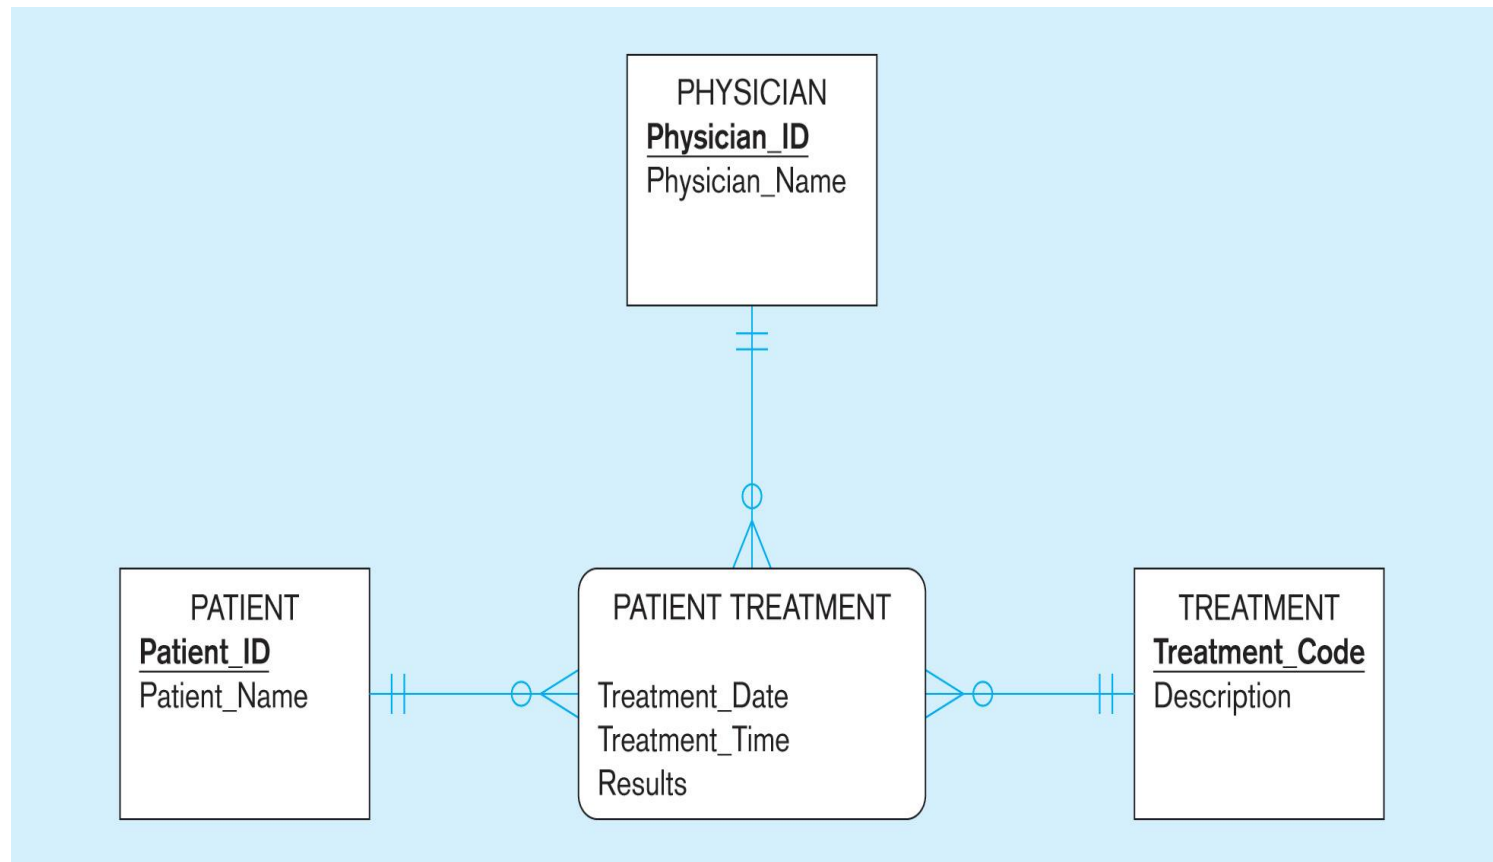 PHYSICIAN
Physician_ID
Physician_Name
PATIENT
Patient_ID
Patient_Name
PATIENT TREATMENT
Treatment_Date
Treatment_Time
Results
TREATMENT
Treatment_Code
Description